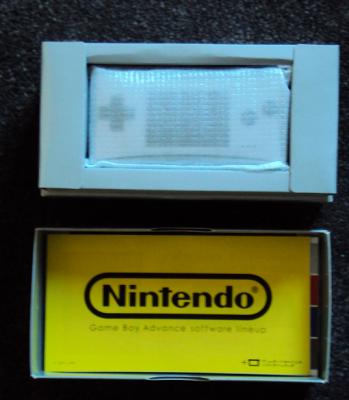 Nintendo®
Game Boy Advance software lineup